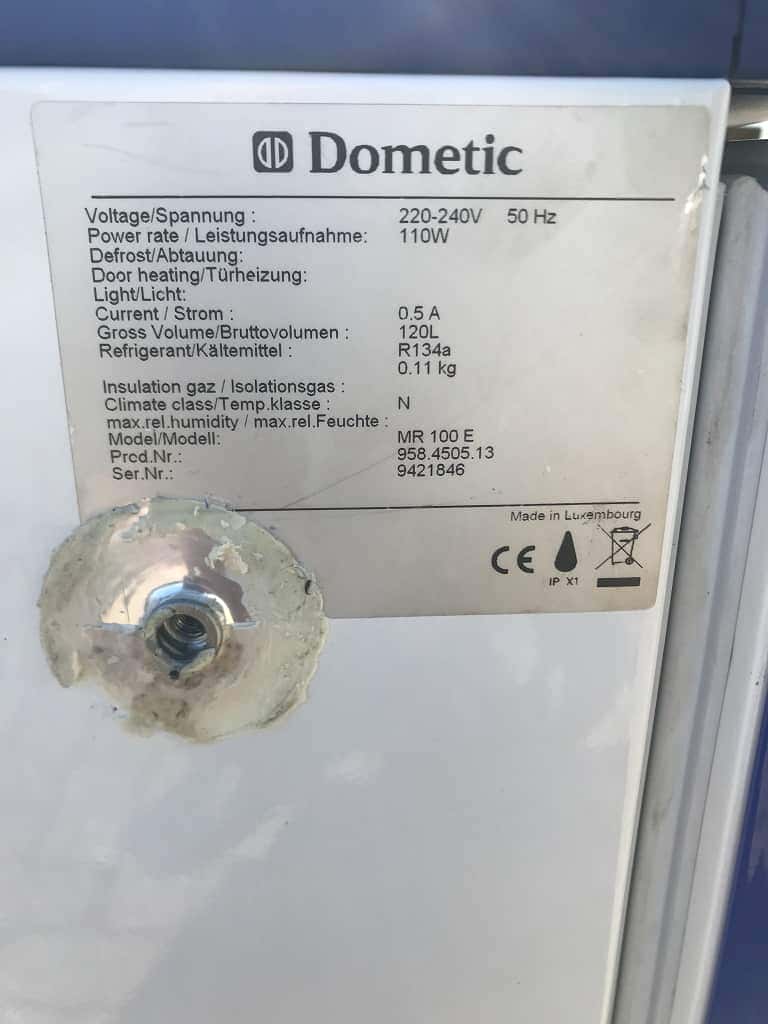 Dometic
Voltage/Spannung : 220-240V 50 Hz
Power rate / Leistungsaufnahme: 110W
Defrost/Abtauung:
Door heating/Türheizung:
Light/Licht:
Current / Strom : 0.5 A
Gross Volume/Bruttovolumen : 120L
Refrigerant/Kältemittel : R134a
0.11 kg
Insulation gaz / Isolationsgas :
Climate class/Temp.klasse : N
max.rel.humidity / max.rel.Feuchte :
Model/Modell: MR 100 E
Prcd.Nr.: 958.4505.13
Ser.Nr.: 9421846
Made in Luxembourg
CE
IP X1